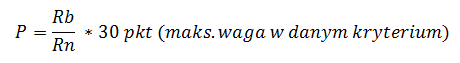 P = Rb/Rn * 30 pkt (maks. waga w danym kryterium)